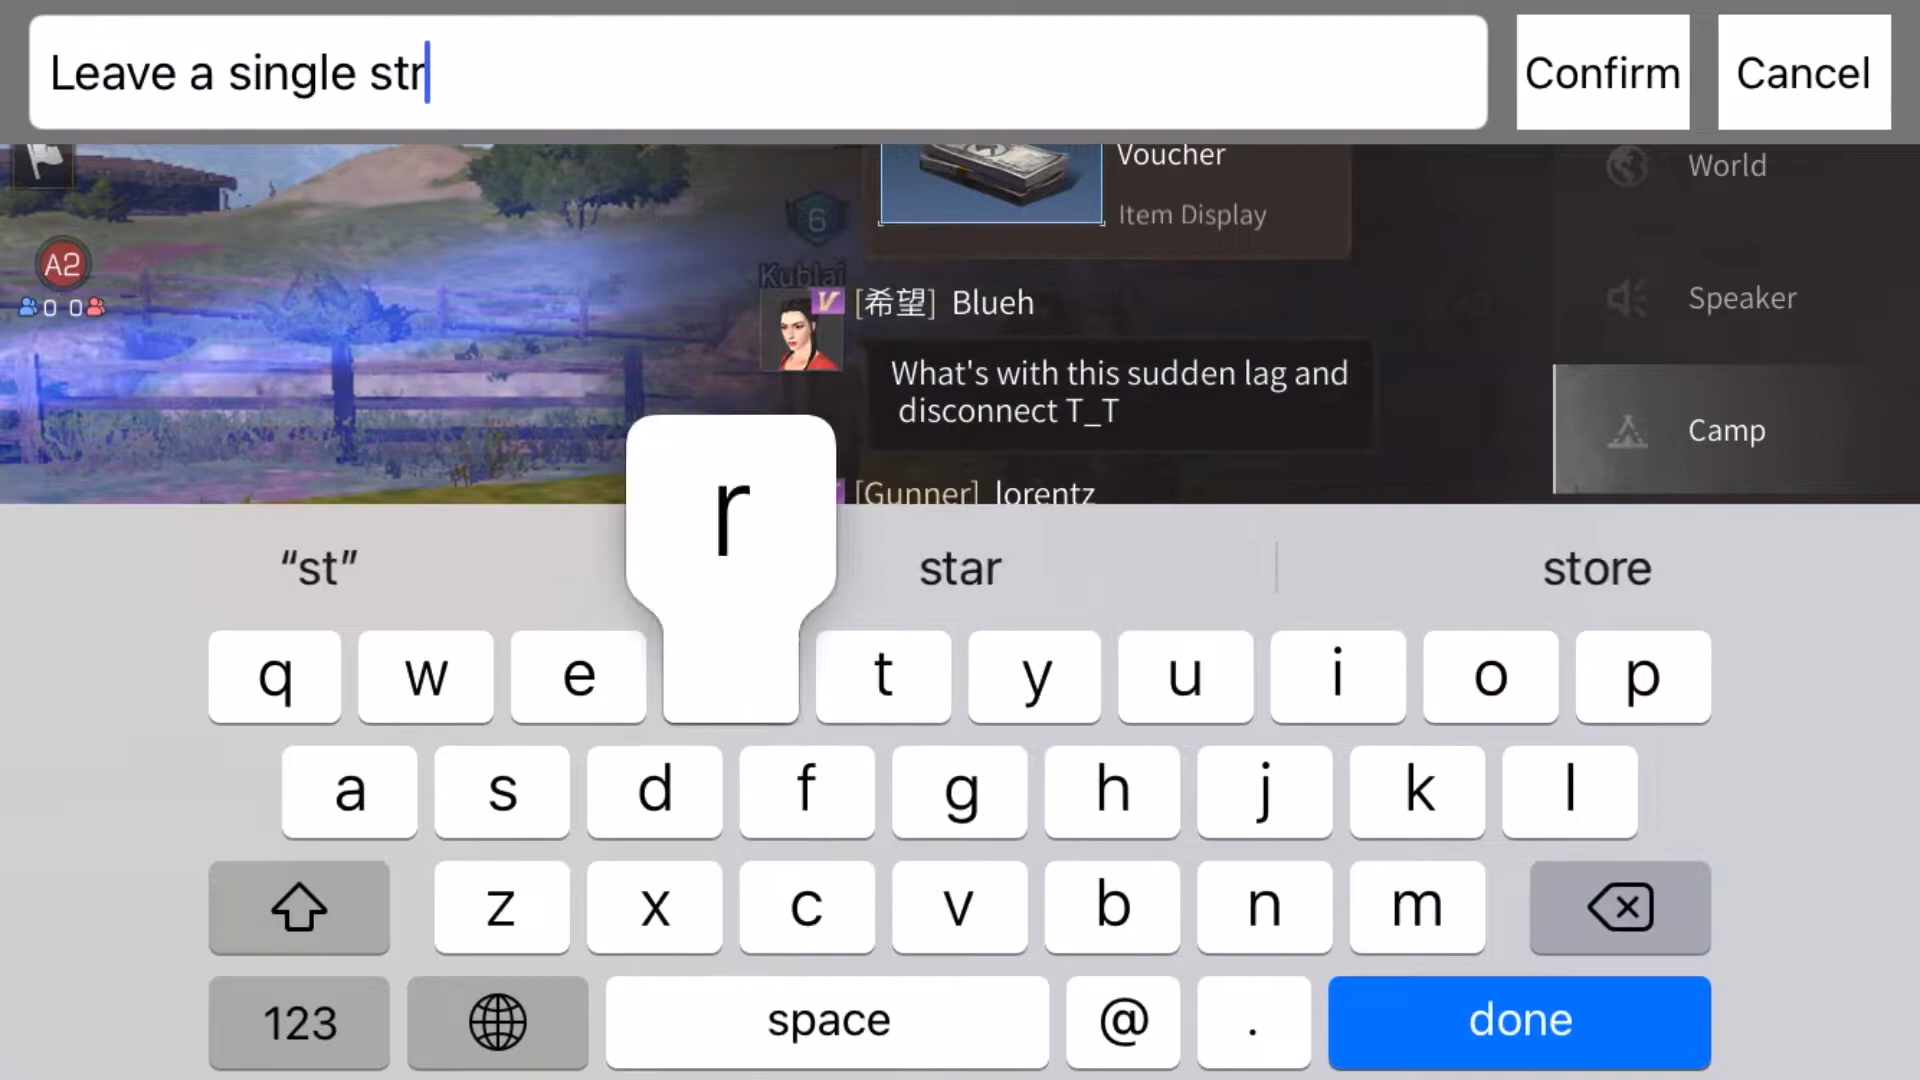 Leave a single str
Confirm
Cancel
Voucher
Item Display
World
6
Kublai
A2
0 0
V [希望] Blueh
Speaker
What's with this sudden lag and
disconnect T_T
Camp
[Gunner] lorentz
r
“st”
star
store
q w e t y u i o p
a s d f g h j k l
z x c v b n m
123 space @ . done